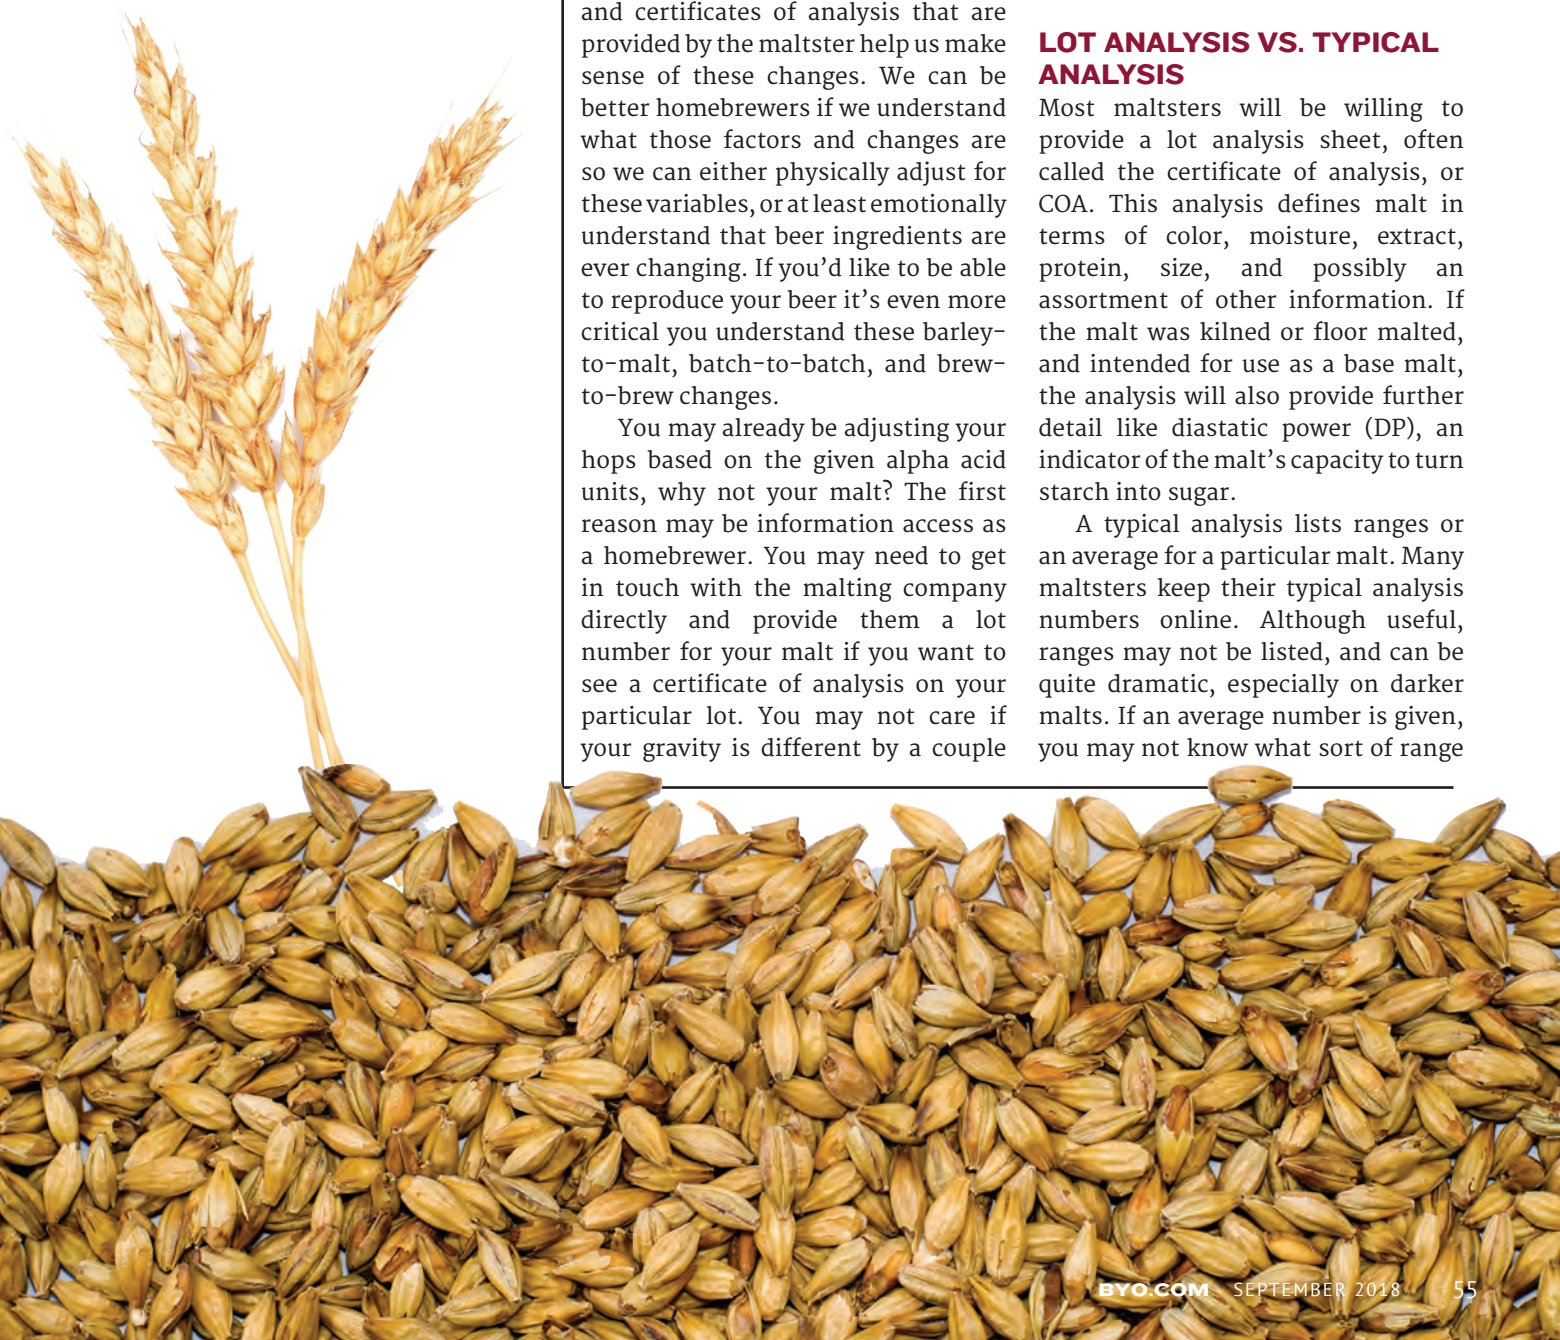 and certificates of analysis that are
provided by the maltster help us make
sense of these changes. We can be
better homebrewers if we understand
what those factors and changes are
so we can either physically adjust for
these variables, or at least emotionally
understand that beer ingredients are
ever changing. If you’d like to be able
to reproduce your beer it’s even more
critical you understand these barley-
to-malt, batch-to-batch, and brew-
to-brew changes.
You may already be adjusting your
hops based on the given alpha acid
units, why not your malt? The first
reason may be information access as
a homebrewer. You may need to get
in touch with the malting company
directly and provide them a lot
number for your malt if you want to
see a certificate of analysis on your
particular lot. You may not care if
your gravity is different by a couple
LOT ANALYSIS VS. TYPICAL
ANALYSIS
Most maltsters will be willing to
provide a lot analysis sheet, often
called the certificate of analysis, or
COA. This analysis defines malt in
terms of color, moisture, extract,
protein, size, and possibly an
assortment of other information. If
the malt was kilned or floor malted,
and intended for use as a base malt,
the analysis will also provide further
detail like diastatic power (DP), an
indicator of the malt’s capacity to turn
starch into sugar.
A typical analysis lists ranges or
an average for a particular malt. Many
maltsters keep their typical analysis
numbers online. Although useful,
ranges may not be listed, and can be
quite dramatic, especially on darker
malts. If an average number is given,
you may not know what sort of range
BYO.COM SEPTEMBER 2018 55